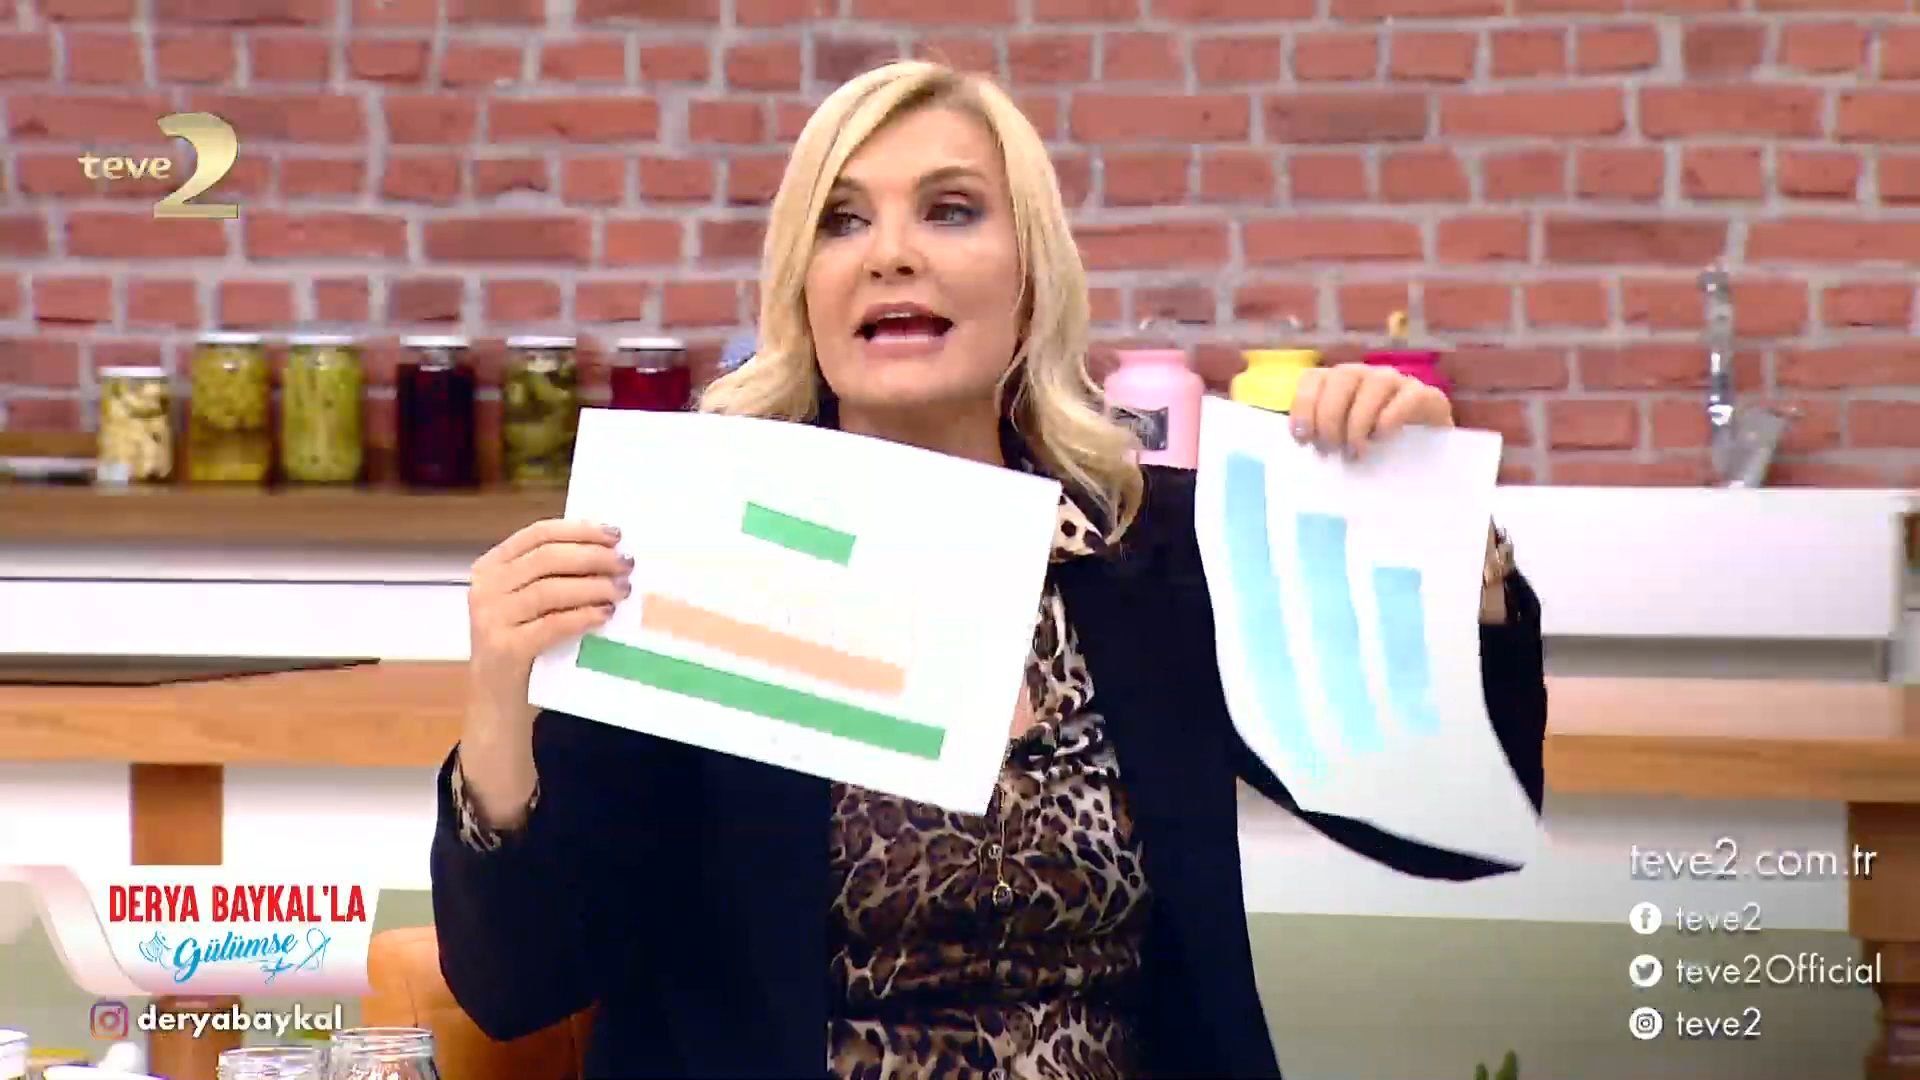 teve2
DERYA BAYKAL'LA
Gülümse
deryabaykal
teve2.com.tr
teve2
teve2Official
teve2